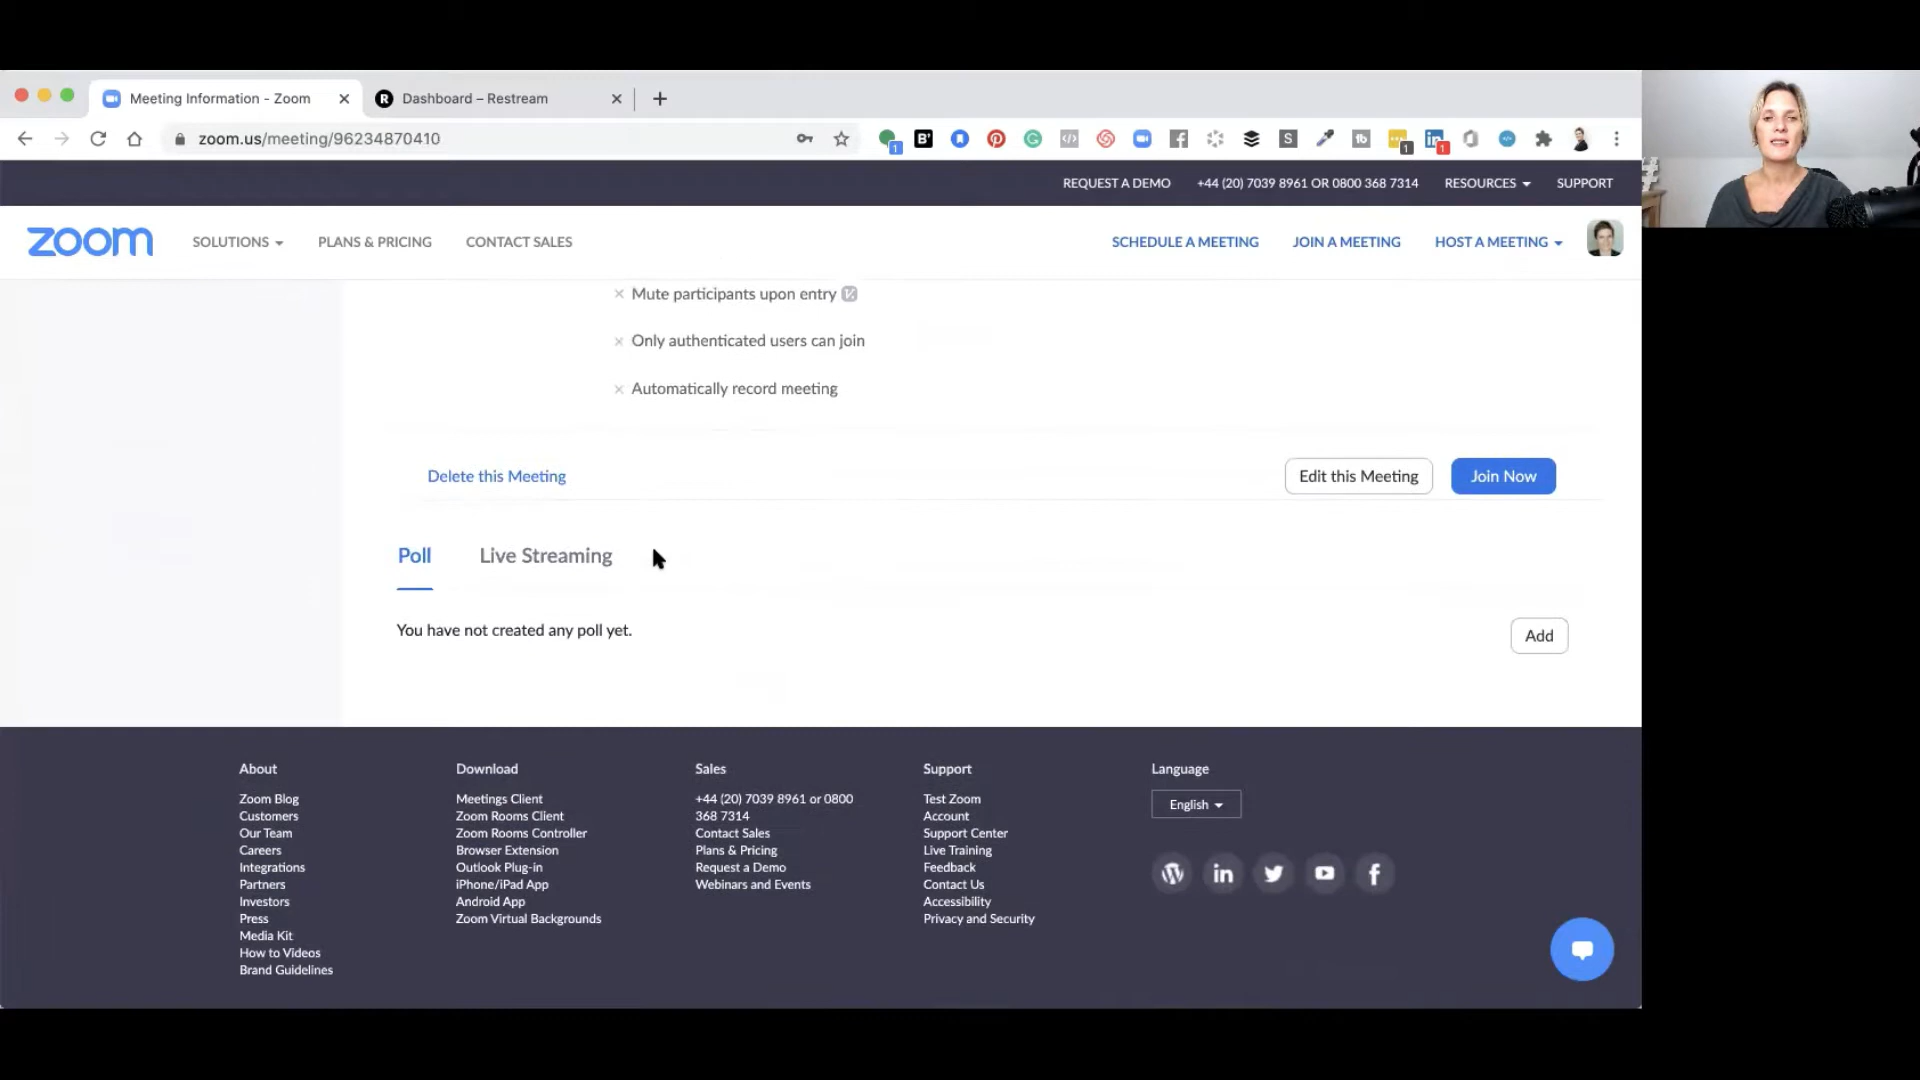 Meeting Information - Zoom
Dashboard – Restream
zoom.us/meeting/96234870410
REQUEST A DEMO
+44 (20) 7039 8961 OR 0800 368 7314
RESOURCES
SUPPORT
zoom
SOLUTIONS
PLANS & PRICING
CONTACT SALES
SCHEDULE A MEETING
JOIN A MEETING
HOST A MEETING
Mute participants upon entry
Only authenticated users can join
Automatically record meeting
Delete this Meeting
Edit this Meeting
Join Now
Poll
Live Streaming
You have not created any poll yet.
Add
About
Zoom Blog
Customers
Our Team
Careers
Integrations
Partners
Investors
Press
Media Kit
How to Videos
Brand Guidelines
Download
Meetings Client
Zoom Rooms Client
Zoom Rooms Controller
Browser Extension
Outlook Plug-in
iPhone/iPad App
Android App
Zoom Virtual Backgrounds
Sales
+44 (20) 7039 8961 or 0800
368 7314
Contact Sales
Plans & Pricing
Request a Demo
Webinars and Events
Support
Test Zoom
Account
Support Center
Live Training
Feedback
Contact Us
Accessibility
Privacy and Security
Language
English